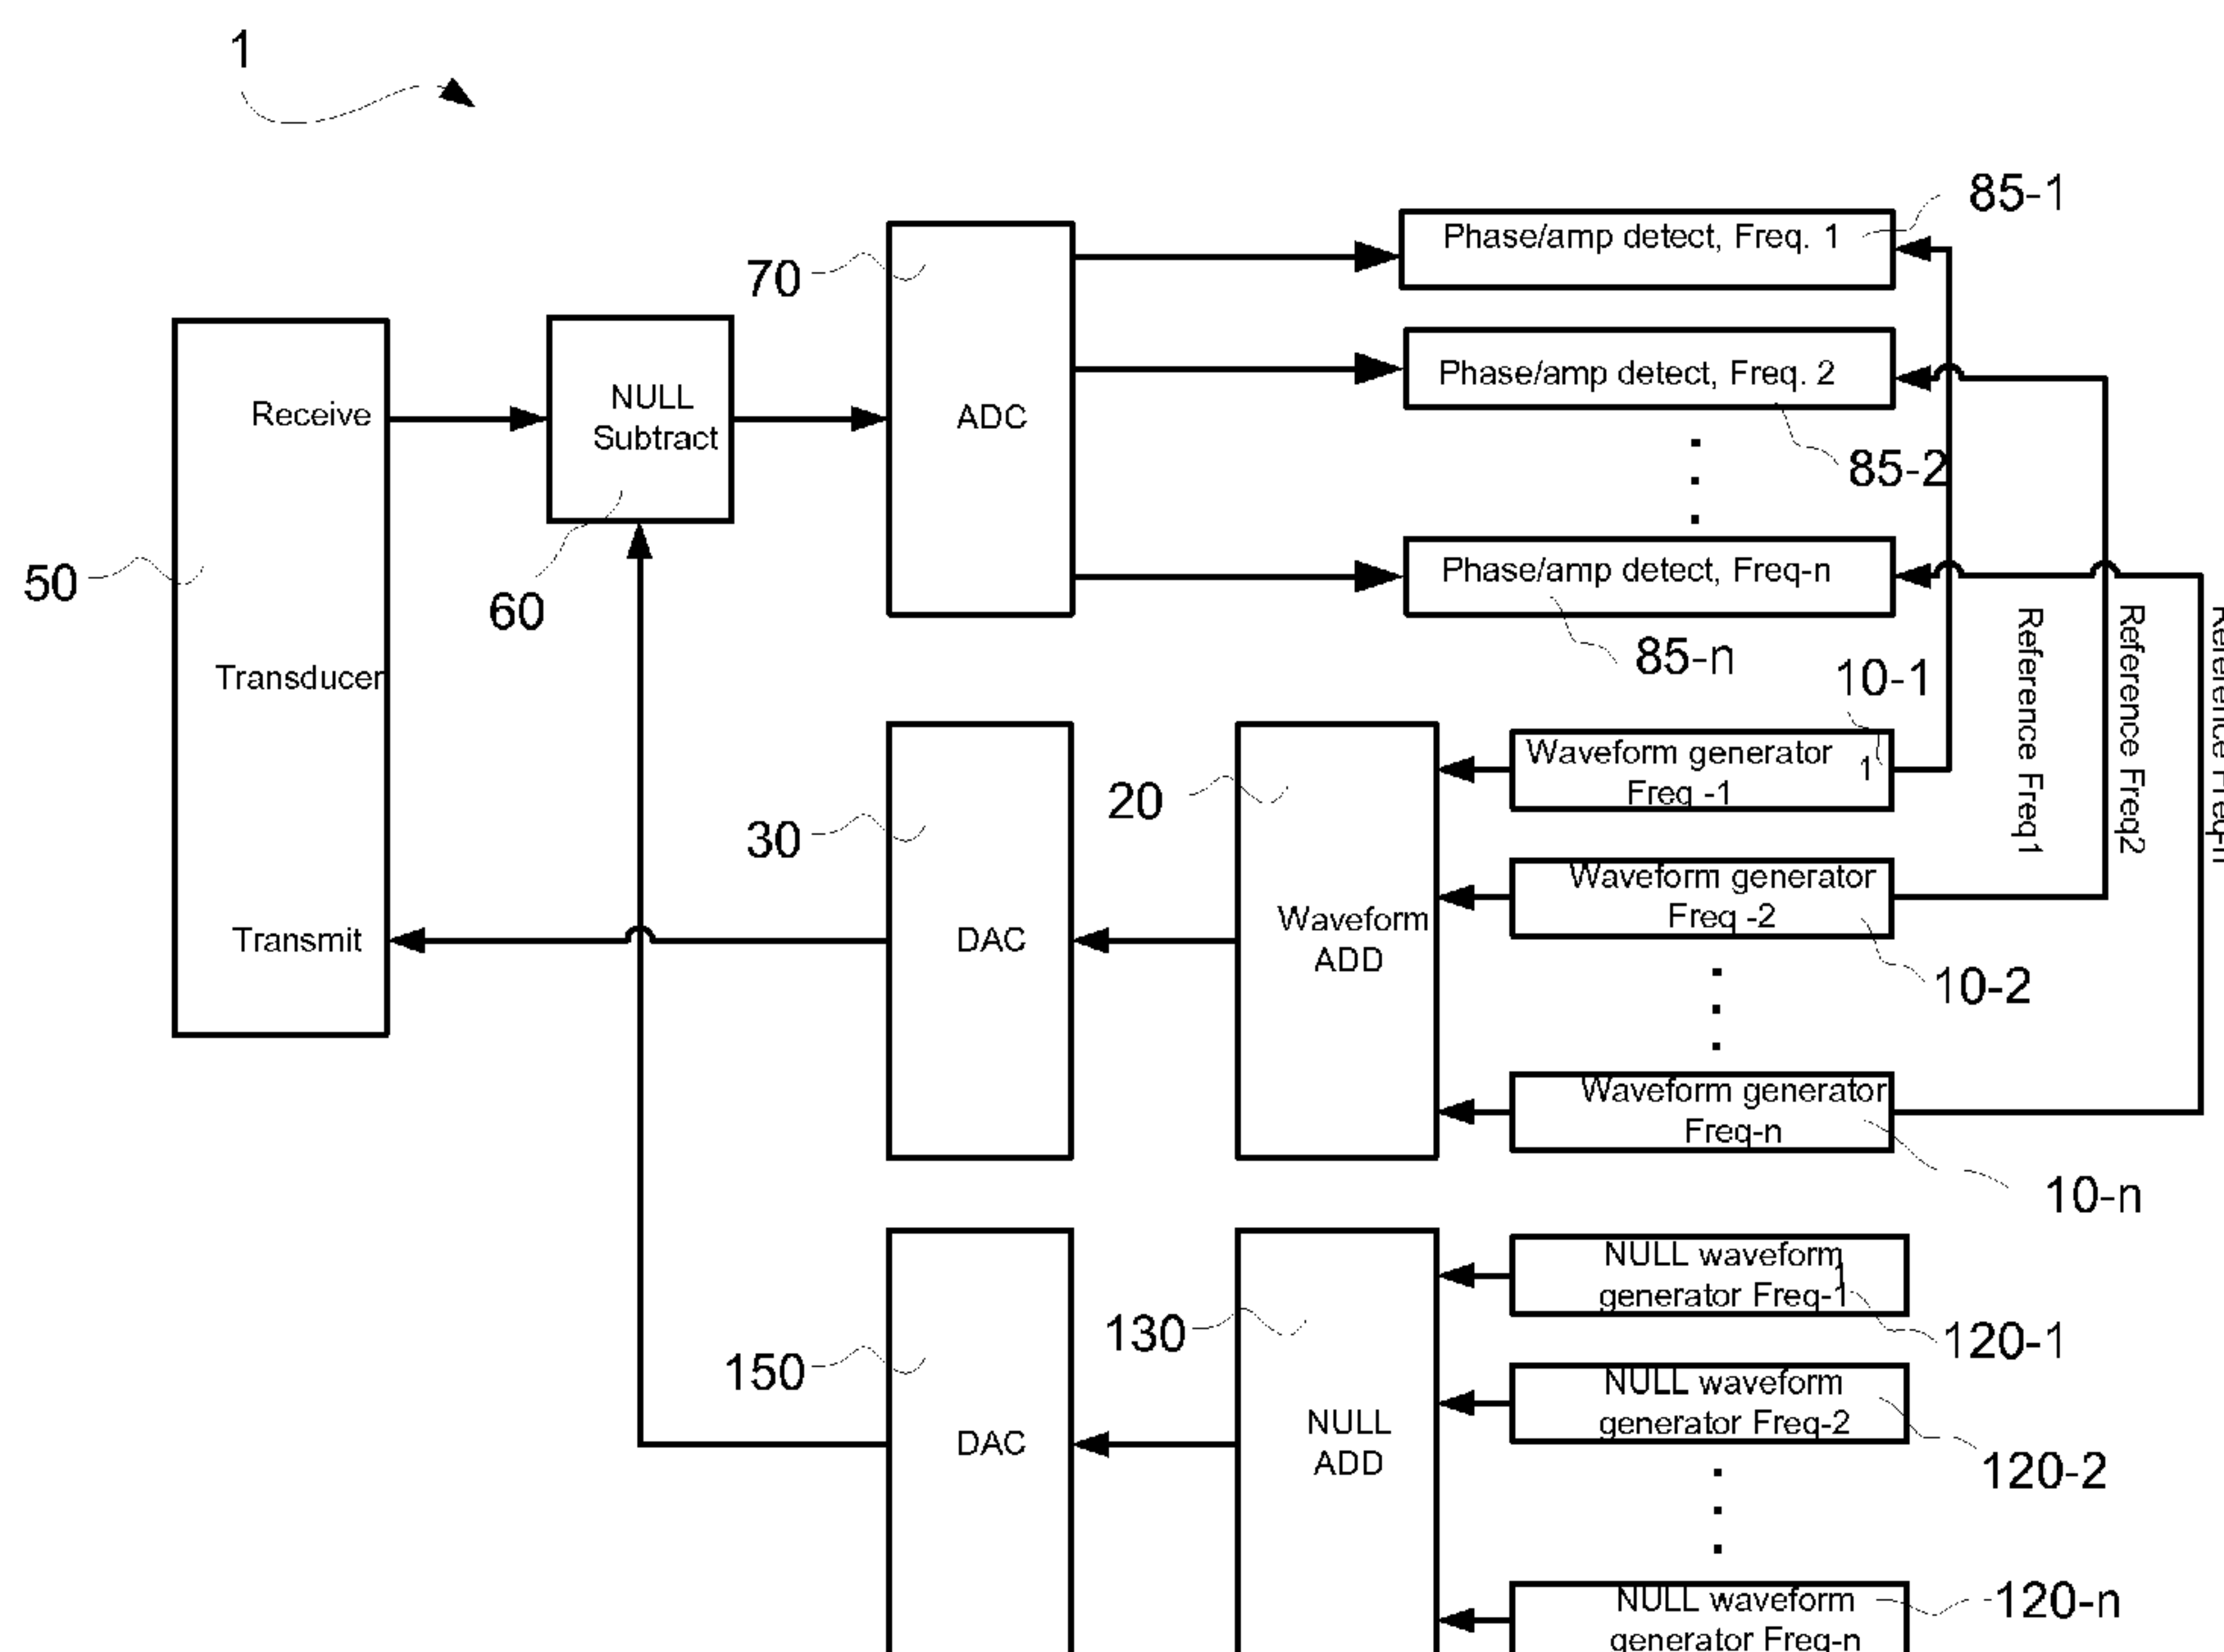 1
85-1
Phase/amp detect, Freq. 1
70
Receive
NULL
Subtract
ADC
Phase/amp detect, Freq. 2
85-2
50
60
Phase/amp detect, Freq-n
85-n
Transducer
10-1
Reference Freq1
Reference Freq2
Reference Freq-n
Waveform generator 1
Freq -1
30
20
Waveform generator
Freq -2
10-2
Transmit
DAC
Waveform
ADD
Waveform generator
Freq-n
10-n
NULL waveform
1
generator Freq-1
120-1
150
130
NULL waveform
generator Freq-2
120-2
DAC
NULL
ADD
NULL waveform
generator Freq-n
120-n